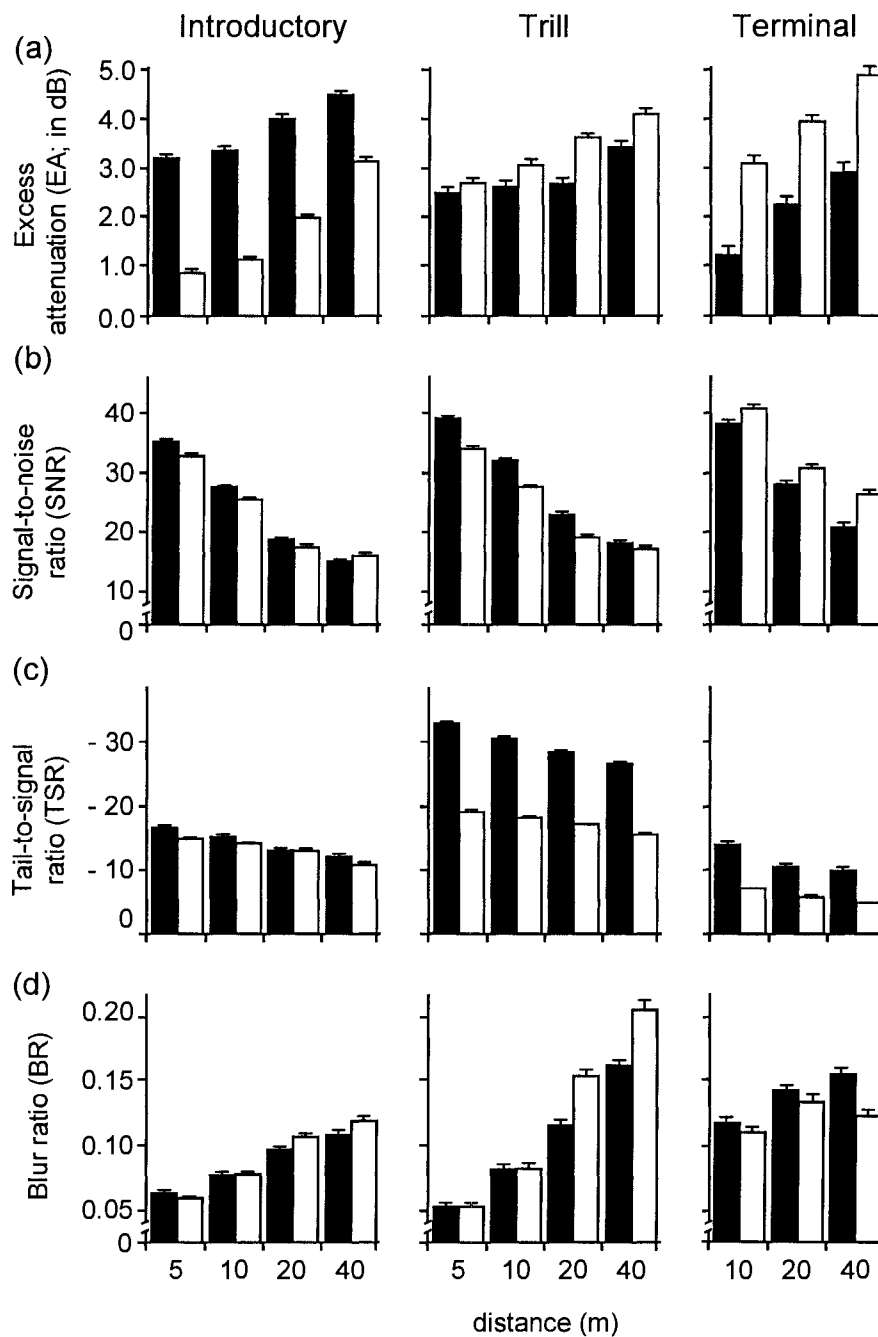 Introductory Trill Terminal
(a)
Excess
attenuation (EA; in dB)
5.0
4.0
3.0
2.0
1.0
0.0
(b)
Signal-to-noise
ratio (SNR)
40
30
20
10
0
(c)
Tail-to-signal
ratio (TSR)
- 30
- 20
- 10
0
(d)
Blur ratio (BR)
0.20
0.15
0.10
0.05
0
5 10 20 40 5 10 20 40 10 20 40
distance (m)